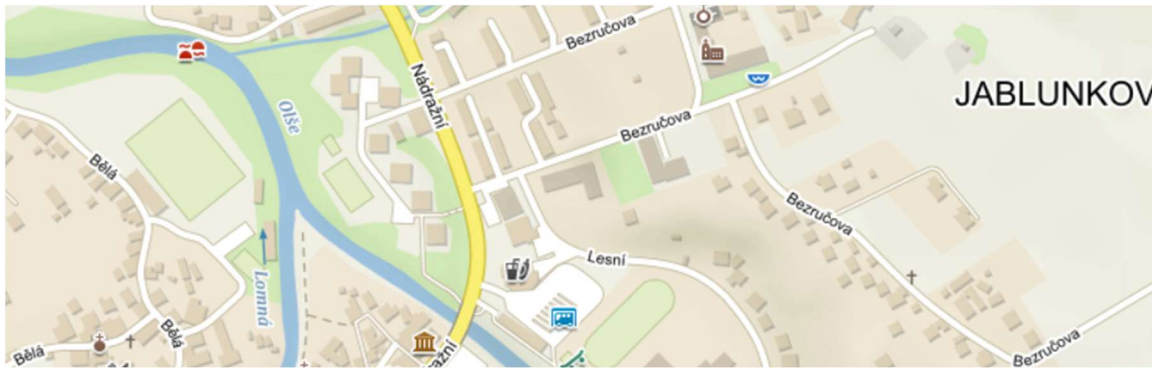 Bezručova
Nádražní
JABLUNKOV
Olše
Bezručova
Bělá
Bezručova
Lesní
Lomná
Bělá
Bezručova
Bělá